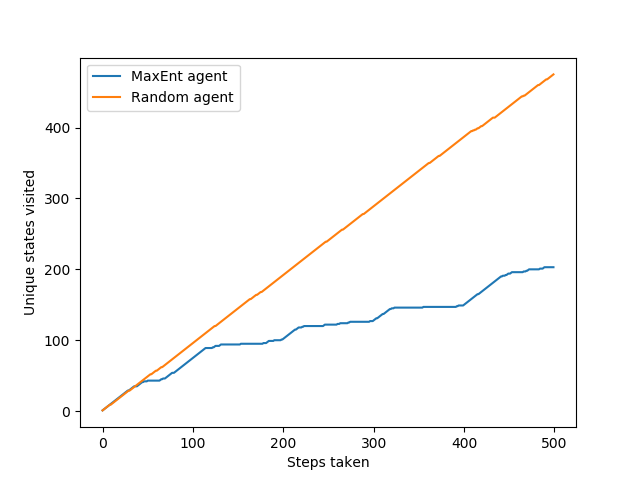 MaxEnt agent
Random agent
Unique states visited
400
300
200
100
0
0 100 200 300 400 500
Steps taken